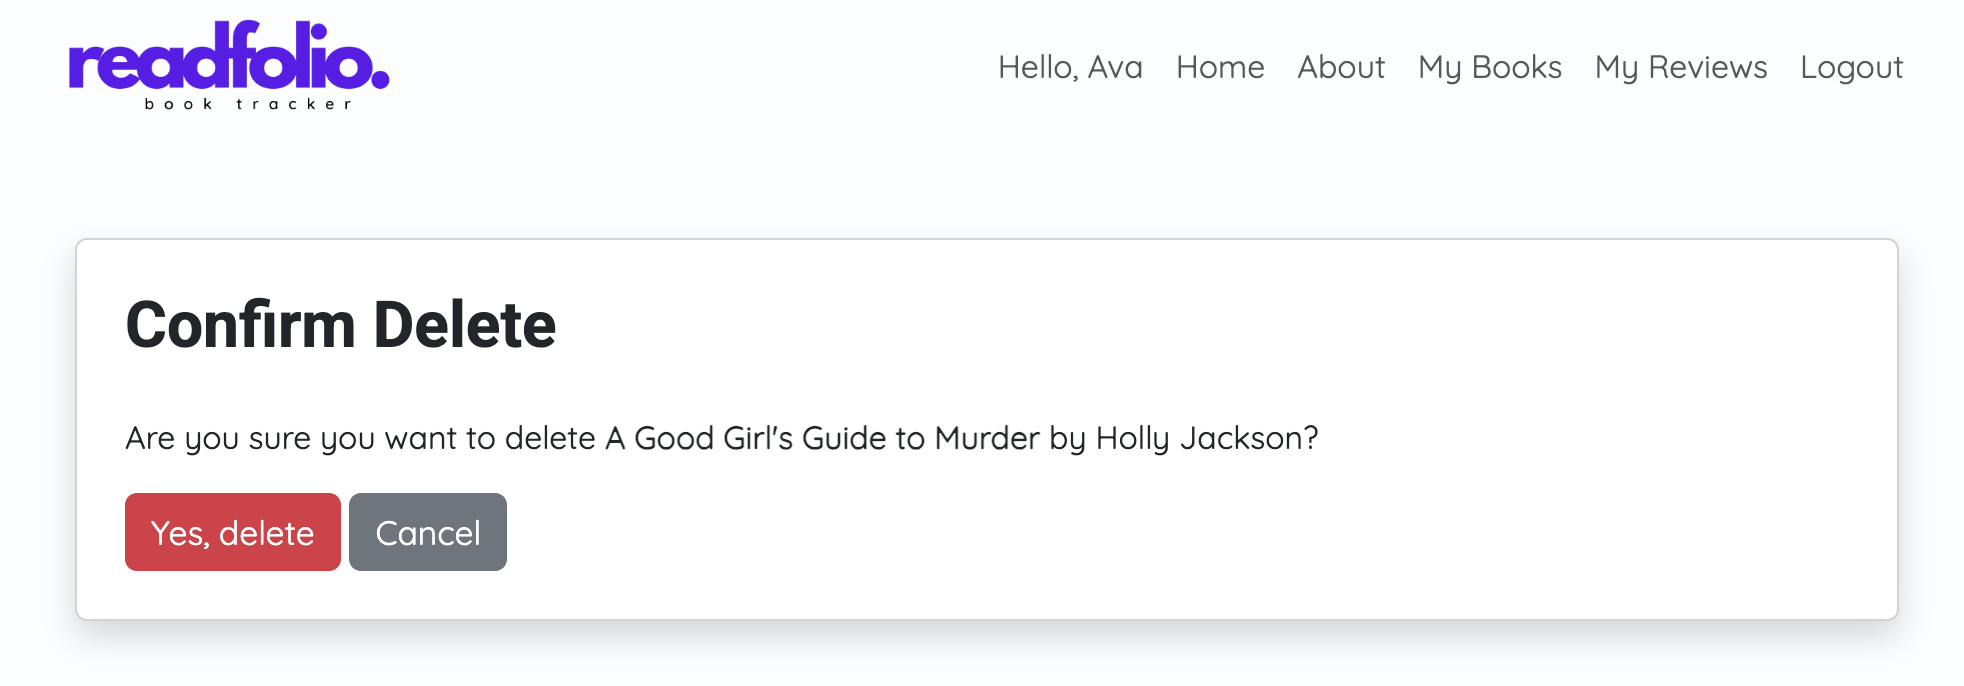 readfolio.
book tracker
Hello, Ava Home About My Books My Reviews Logout
Confirm Delete
Are you sure you want to delete A Good Girl's Guide to Murder by Holly Jackson?
Yes, delete Cancel